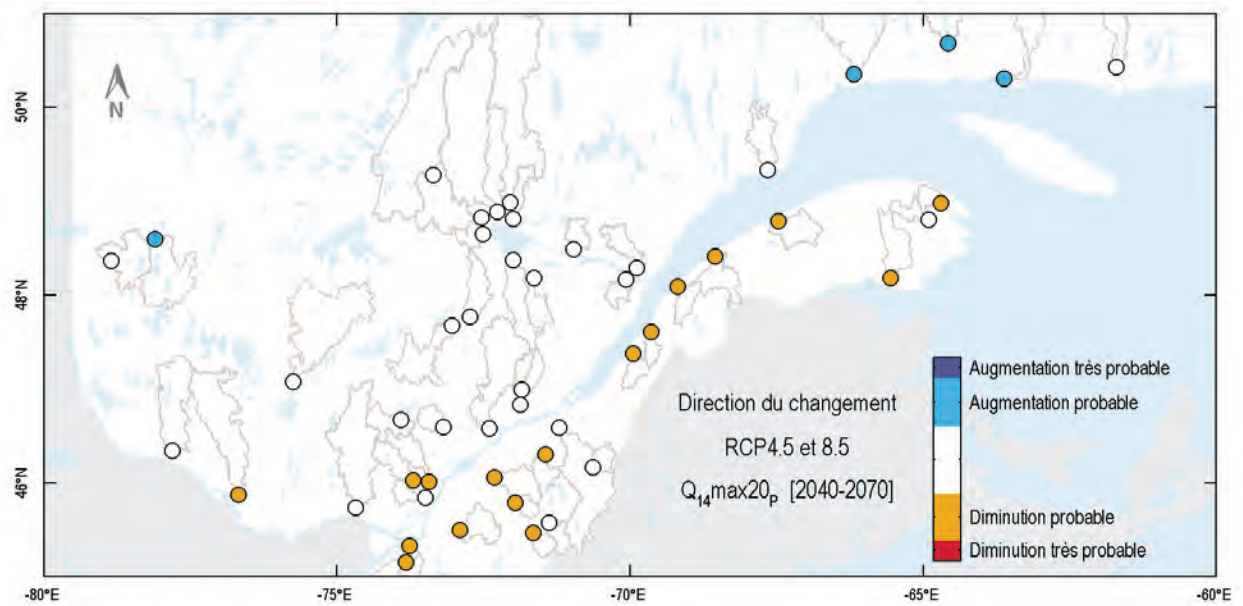 N
50°N
48°N
46°N
Direction du changement
RCP4.5 et 8.5
Q₁₄max20ₚ [2040-2070]
Augmentation très probable
Augmentation probable
Diminution probable
Diminution très probable
-80°E -75°E -70°E -65°E -60°E